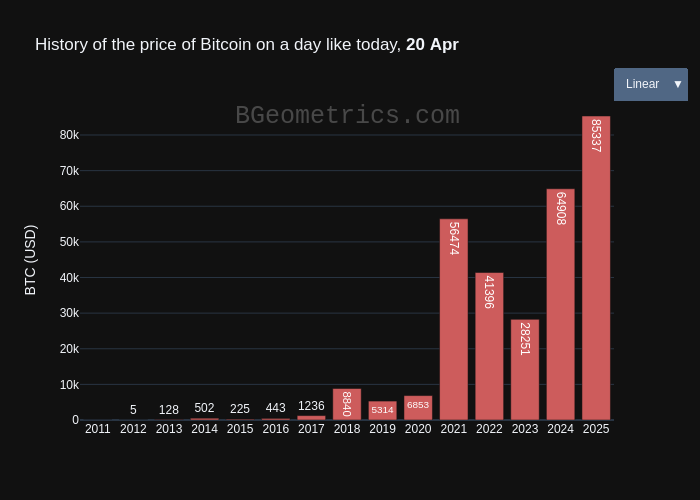 History of the price of Bitcoin on a day like today, 20 Apr
Linear ▼
BGeometrics.com
BTC (USD)
80k
70k
60k
50k
40k
30k
20k
10k
0
5
128
502
225
443
1236
8840
5314
6853
56474
41396
28251
64908
85337
2011 2012 2013 2014 2015 2016 2017 2018 2019 2020 2021 2022 2023 2024 2025